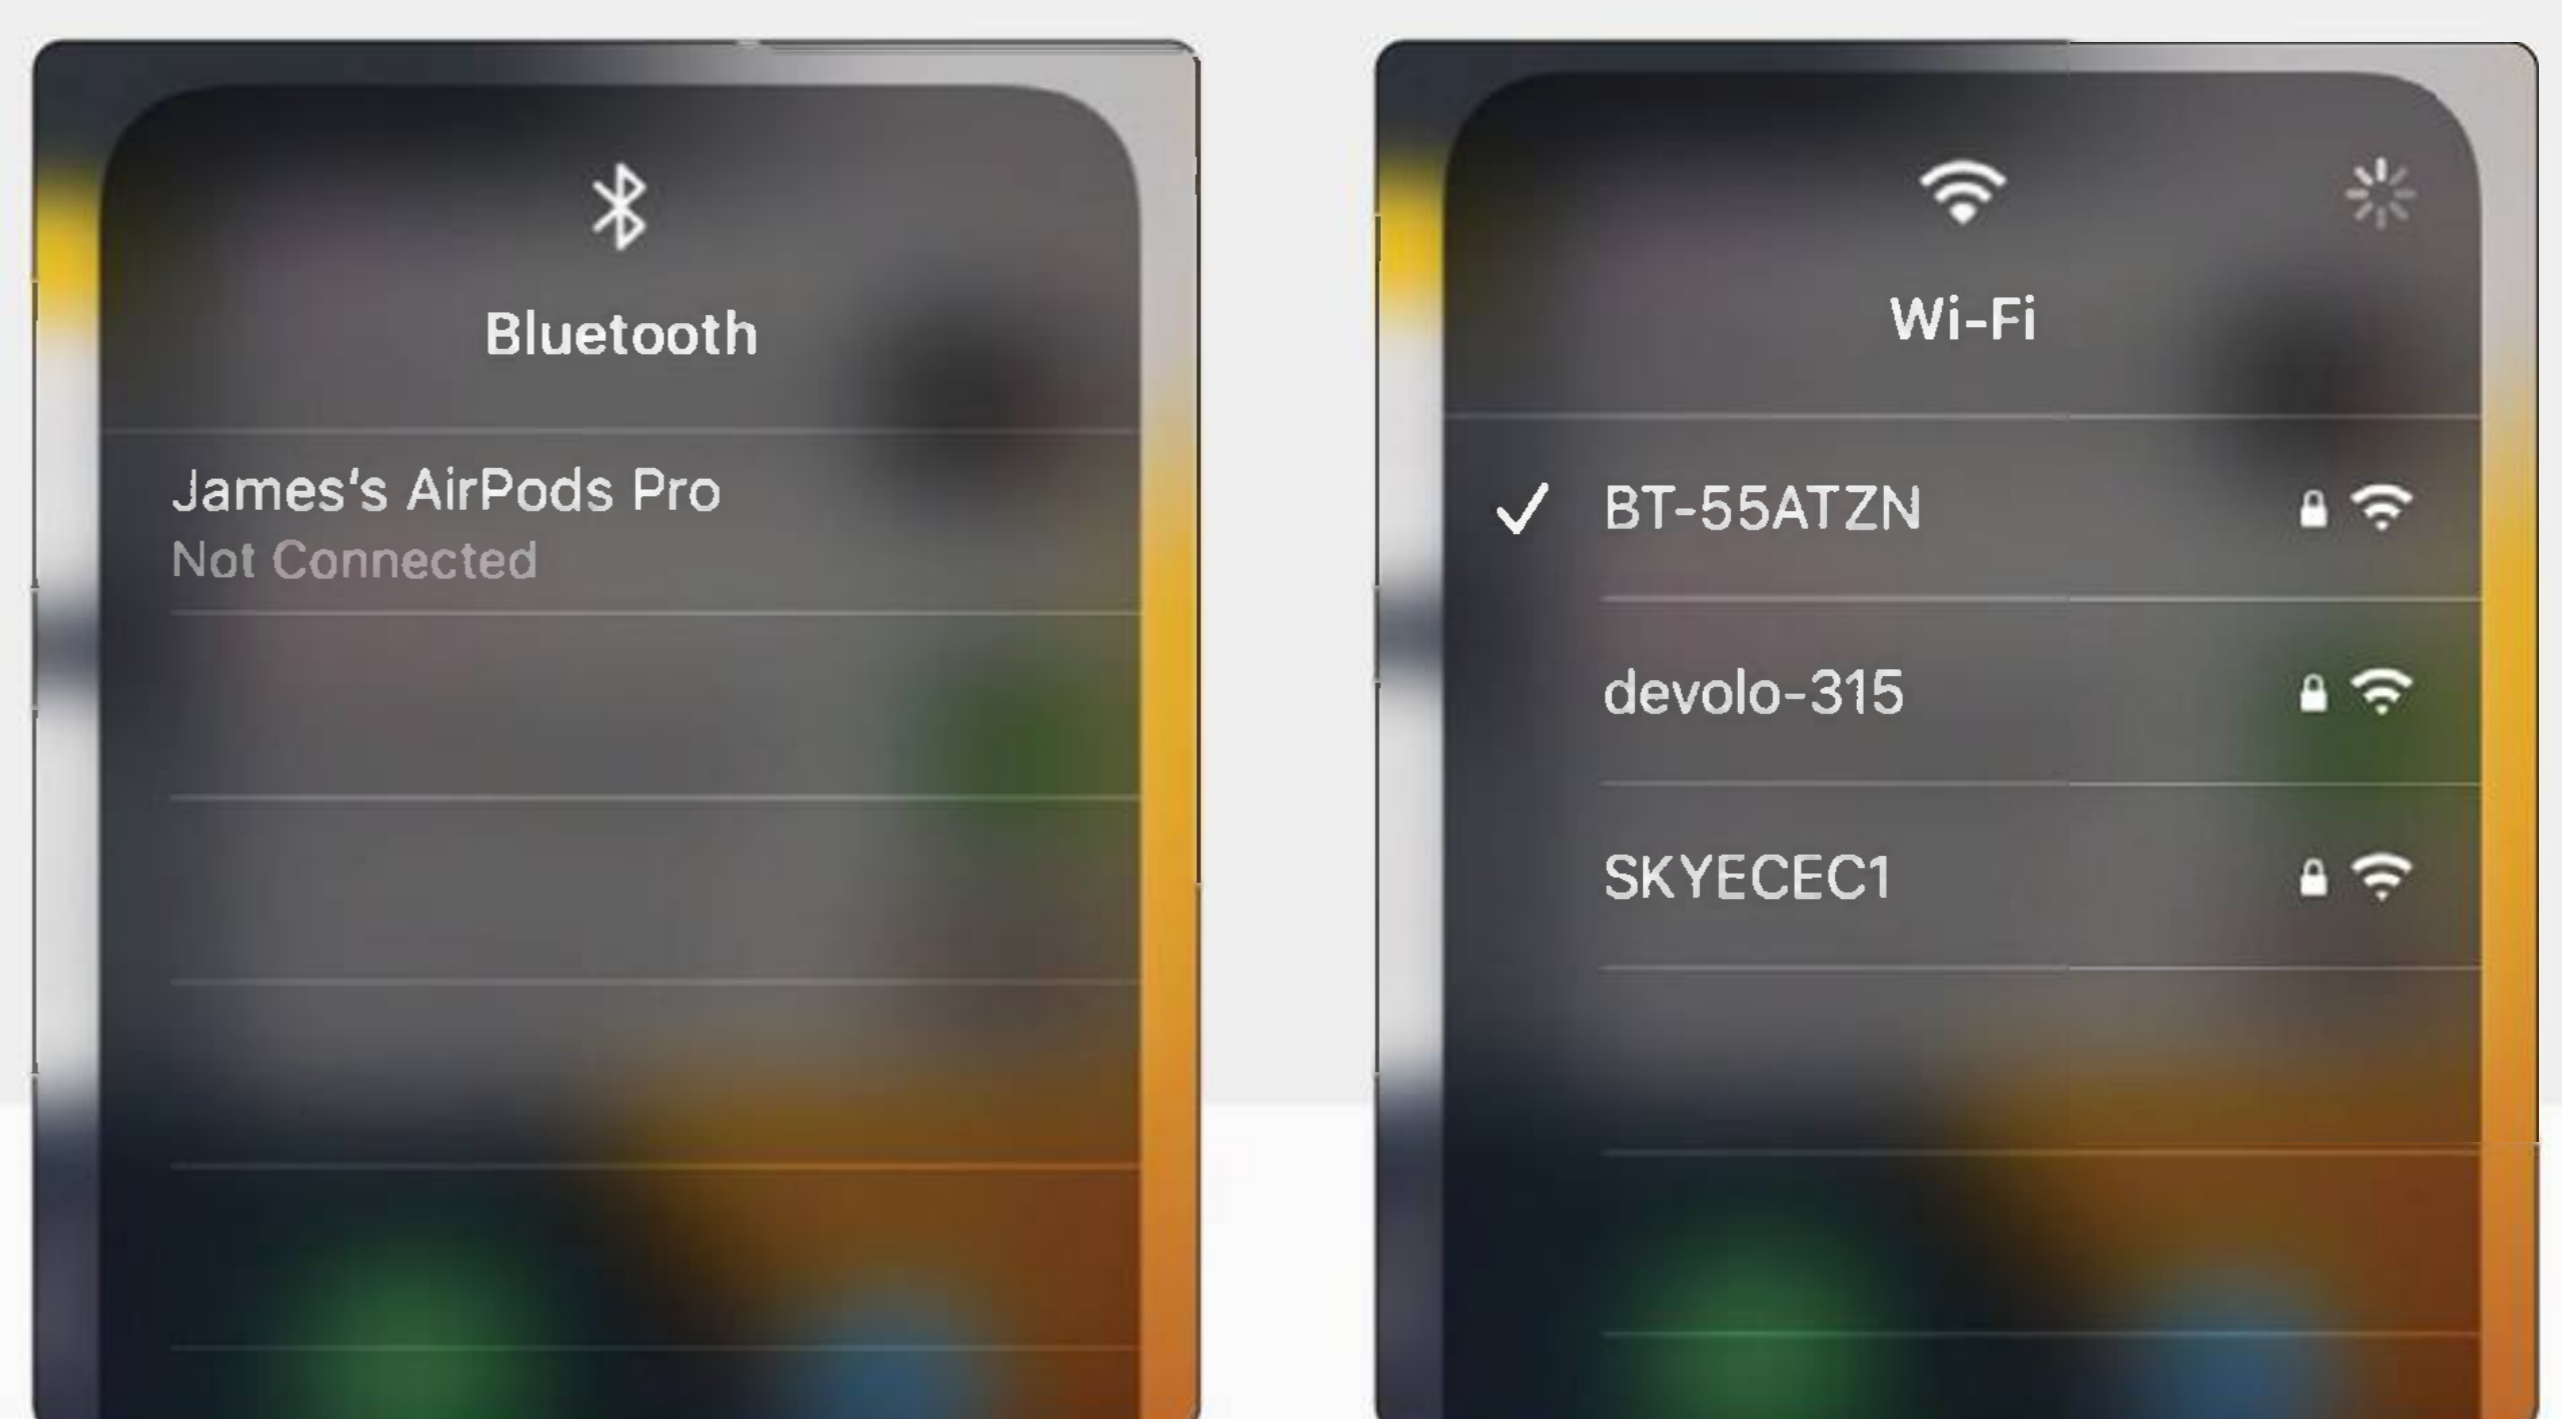 Bluetooth
James's AirPods Pro
Not Connected
Wi-Fi
BT-55ATZN
devolo-315
SKYECEC1